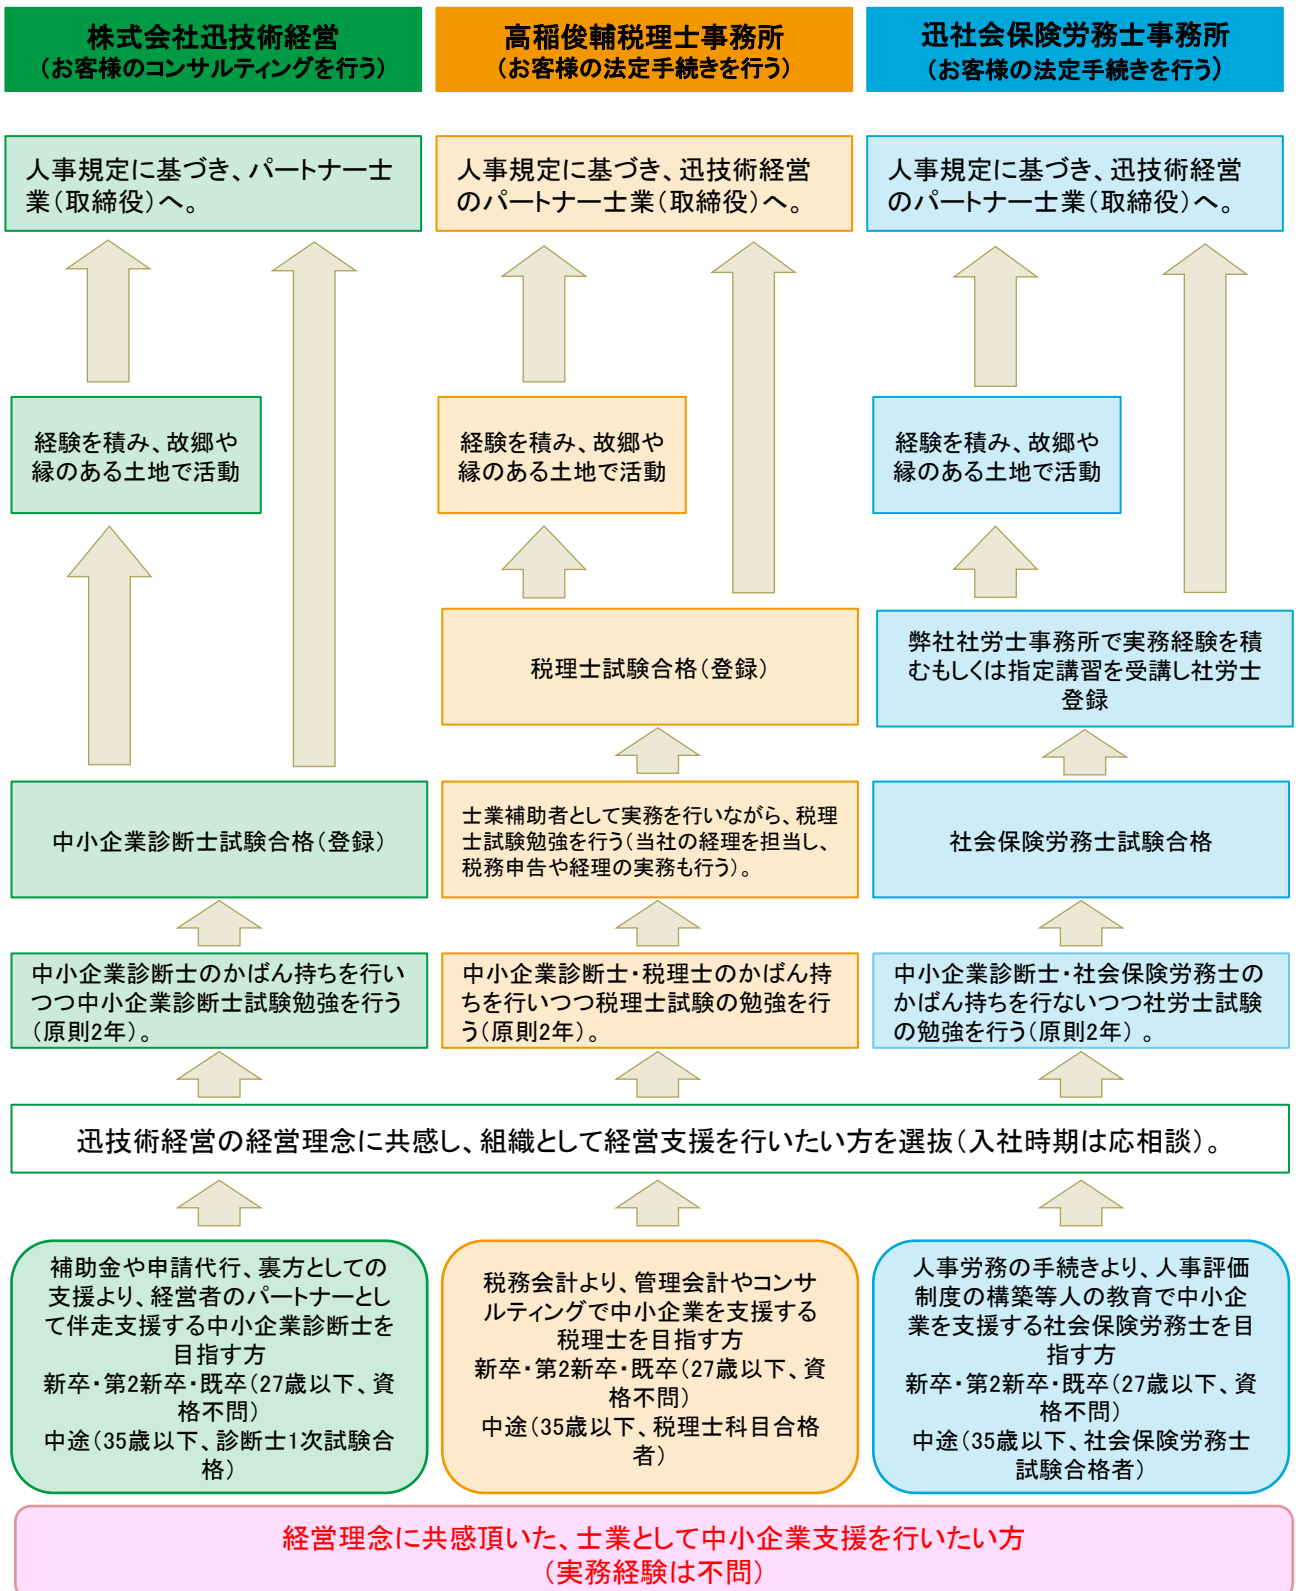 株式会社迅技術経営
(お客様のコンサルティングを行う)
高稲俊輔税理士事務所
(お客様の法定手続きを行う)
迅社会保険労務士事務所
(お客様の法定手続きを行う)
人事規定に基づき、パートナー士
業(取締役)へ。
人事規定に基づき、迅技術経営
のパートナー士業(取締役)へ。
人事規定に基づき、迅技術経営
のパートナー士業(取締役)へ。
経験を積み、故郷や
縁のある土地で活動
経験を積み、故郷や
縁のある土地で活動
経験を積み、故郷や
縁のある土地で活動
税理士試験合格(登録)
弊社社労士事務所で実務経験を積
むもしくは指定講習を受講し社労士
登録
中小企業診断士試験合格(登録)
士業補助者として実務を行いながら、税理
士試験勉強を行う(当社の経理を担当し、
税務申告や経理の実務も行う)。
社会保険労務士試験合格
中小企業診断士のかばん持ちを行い
つつ中小企業診断士試験勉強を行う
(原則2年)。
中小企業診断士・税理士のかばん持
ちを行いつつ税理士試験の勉強を行
う(原則2年)。
中小企業診断士・社会保険労務士の
かばん持ちを行ないつつ社労士試験
の勉強を行う(原則2年) 。
迅技術経営の経営理念に共感し、組織として経営支援を行いたい方を選抜(入社時期は応相談)。
補助金や申請代行、裏方としての
支援より、経営者のパートナーとし
て伴走支援する中小企業診断士を
目指す方
新卒・第2新卒・既卒(27歳以下、資
格不問)
中途(35歳以下、診断士1次試験合
格)
税務会計より、管理会計やコンサ
ルティングで中小企業を支援する
税理士を目指す方
新卒・第2新卒・既卒(27歳以下、資
格不問)
中途(35歳以下、税理士科目合格
者)
人事労務の手続きより、人事評価
制度の構築等人の教育で中小企
業を支援する社会保険労務士を目
指す方
新卒・第2新卒・既卒(27歳以下、資
格不問)
中途(35歳以下、社会保険労務士
試験合格者)
経営理念に共感頂いた、士業として中小企業支援を行いたい方
(実務経験は不問)